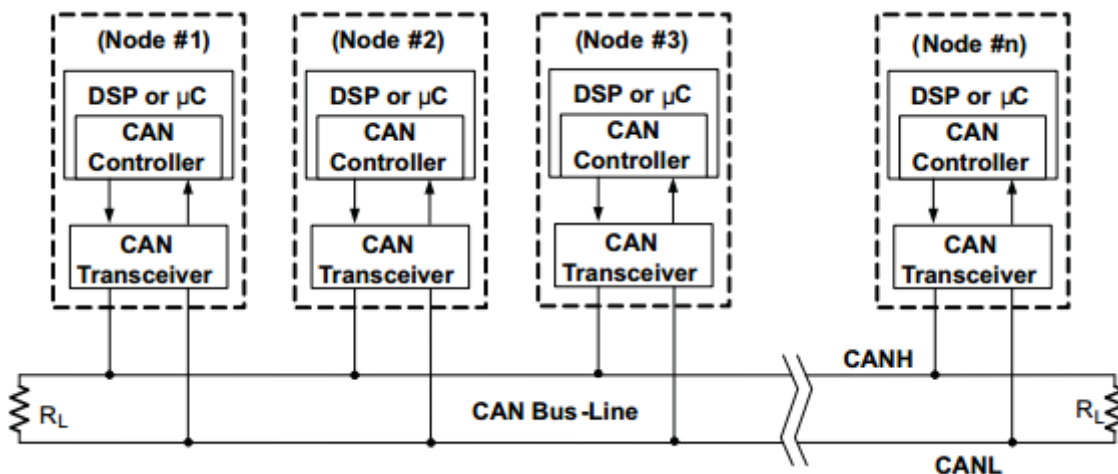 (Node #1)
DSP or µC
CAN
Controller
CAN
Transceiver
(Node #2)
DSP or µC
CAN
Controller
CAN
Transceiver
(Node #3)
DSP or µC
CAN
Controller
CAN
Transceiver
(Node #n)
DSP or µC
CAN
Controller
CAN
Transceiver
CANH
RL
CAN Bus-Line
RL
CANL